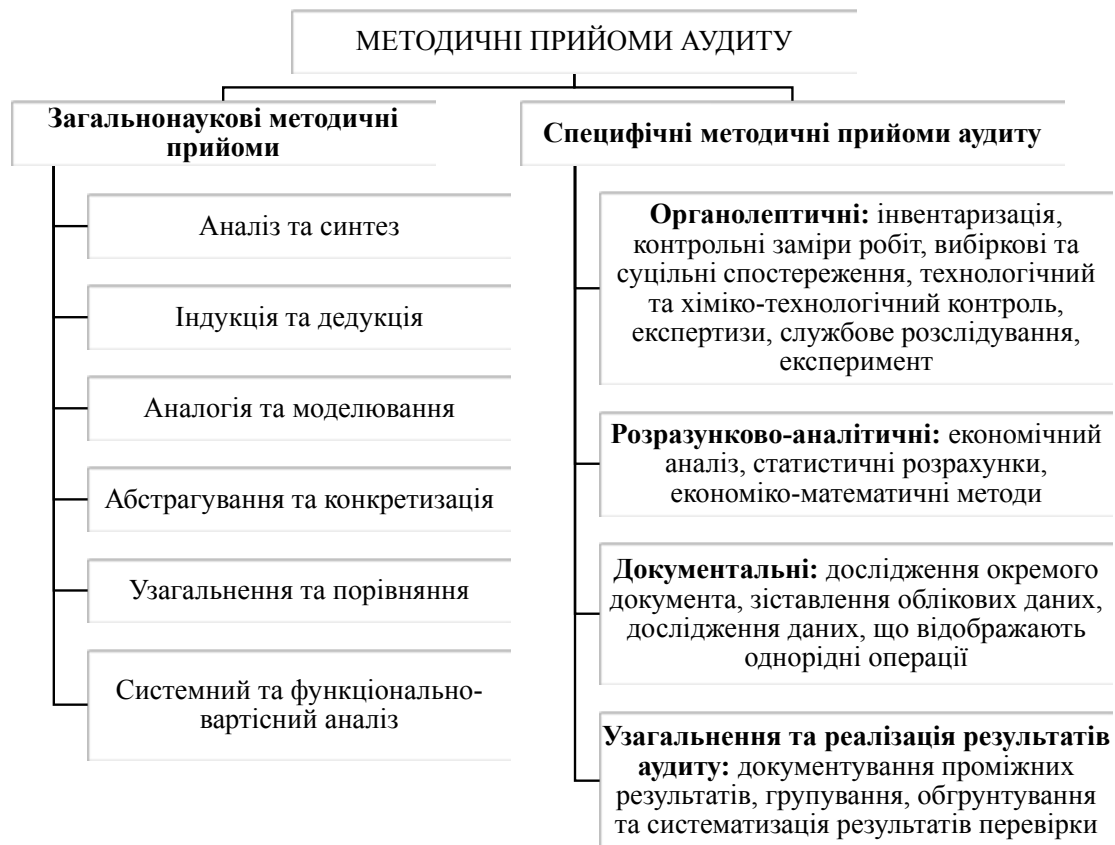 МЕТОДИЧНІ ПРИЙОМИ АУДИТУ
Загальнонаукові методичні
прийоми
Аналіз та синтез
Індукція та дедукція
Аналогія та моделювання
Абстрагування та конкретизація
Узагальнення та порівняння
Системний та функціонально-
вартісний аналіз
Специфічні методичні прийоми аудиту
Органолептичні: інвентаризація,
контрольні заміри робіт, вибіркові та
суцільні спостереження, технологічний
та хіміко-технологічний контроль,
експертизи, службове розслідування,
експеримент
Розразунково-аналітичні: економічний
аналіз, статистичні розрахунки,
економіко-математичні методи
Документальні: дослідження окремого
документа, зіставлення облікових даних,
дослідження даних, що відображають
однорідні операції
Узагальнення та реалізація результатів
аудиту: документування проміжних
результатів, групування, обгрунтування
та систематизація результатів перевірки